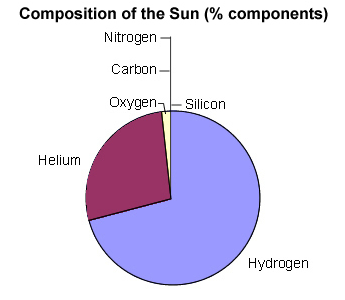 Composition of the Sun (% components)
Nitrogen
Carbon
Oxygen
Silicon
Helium
Hydrogen